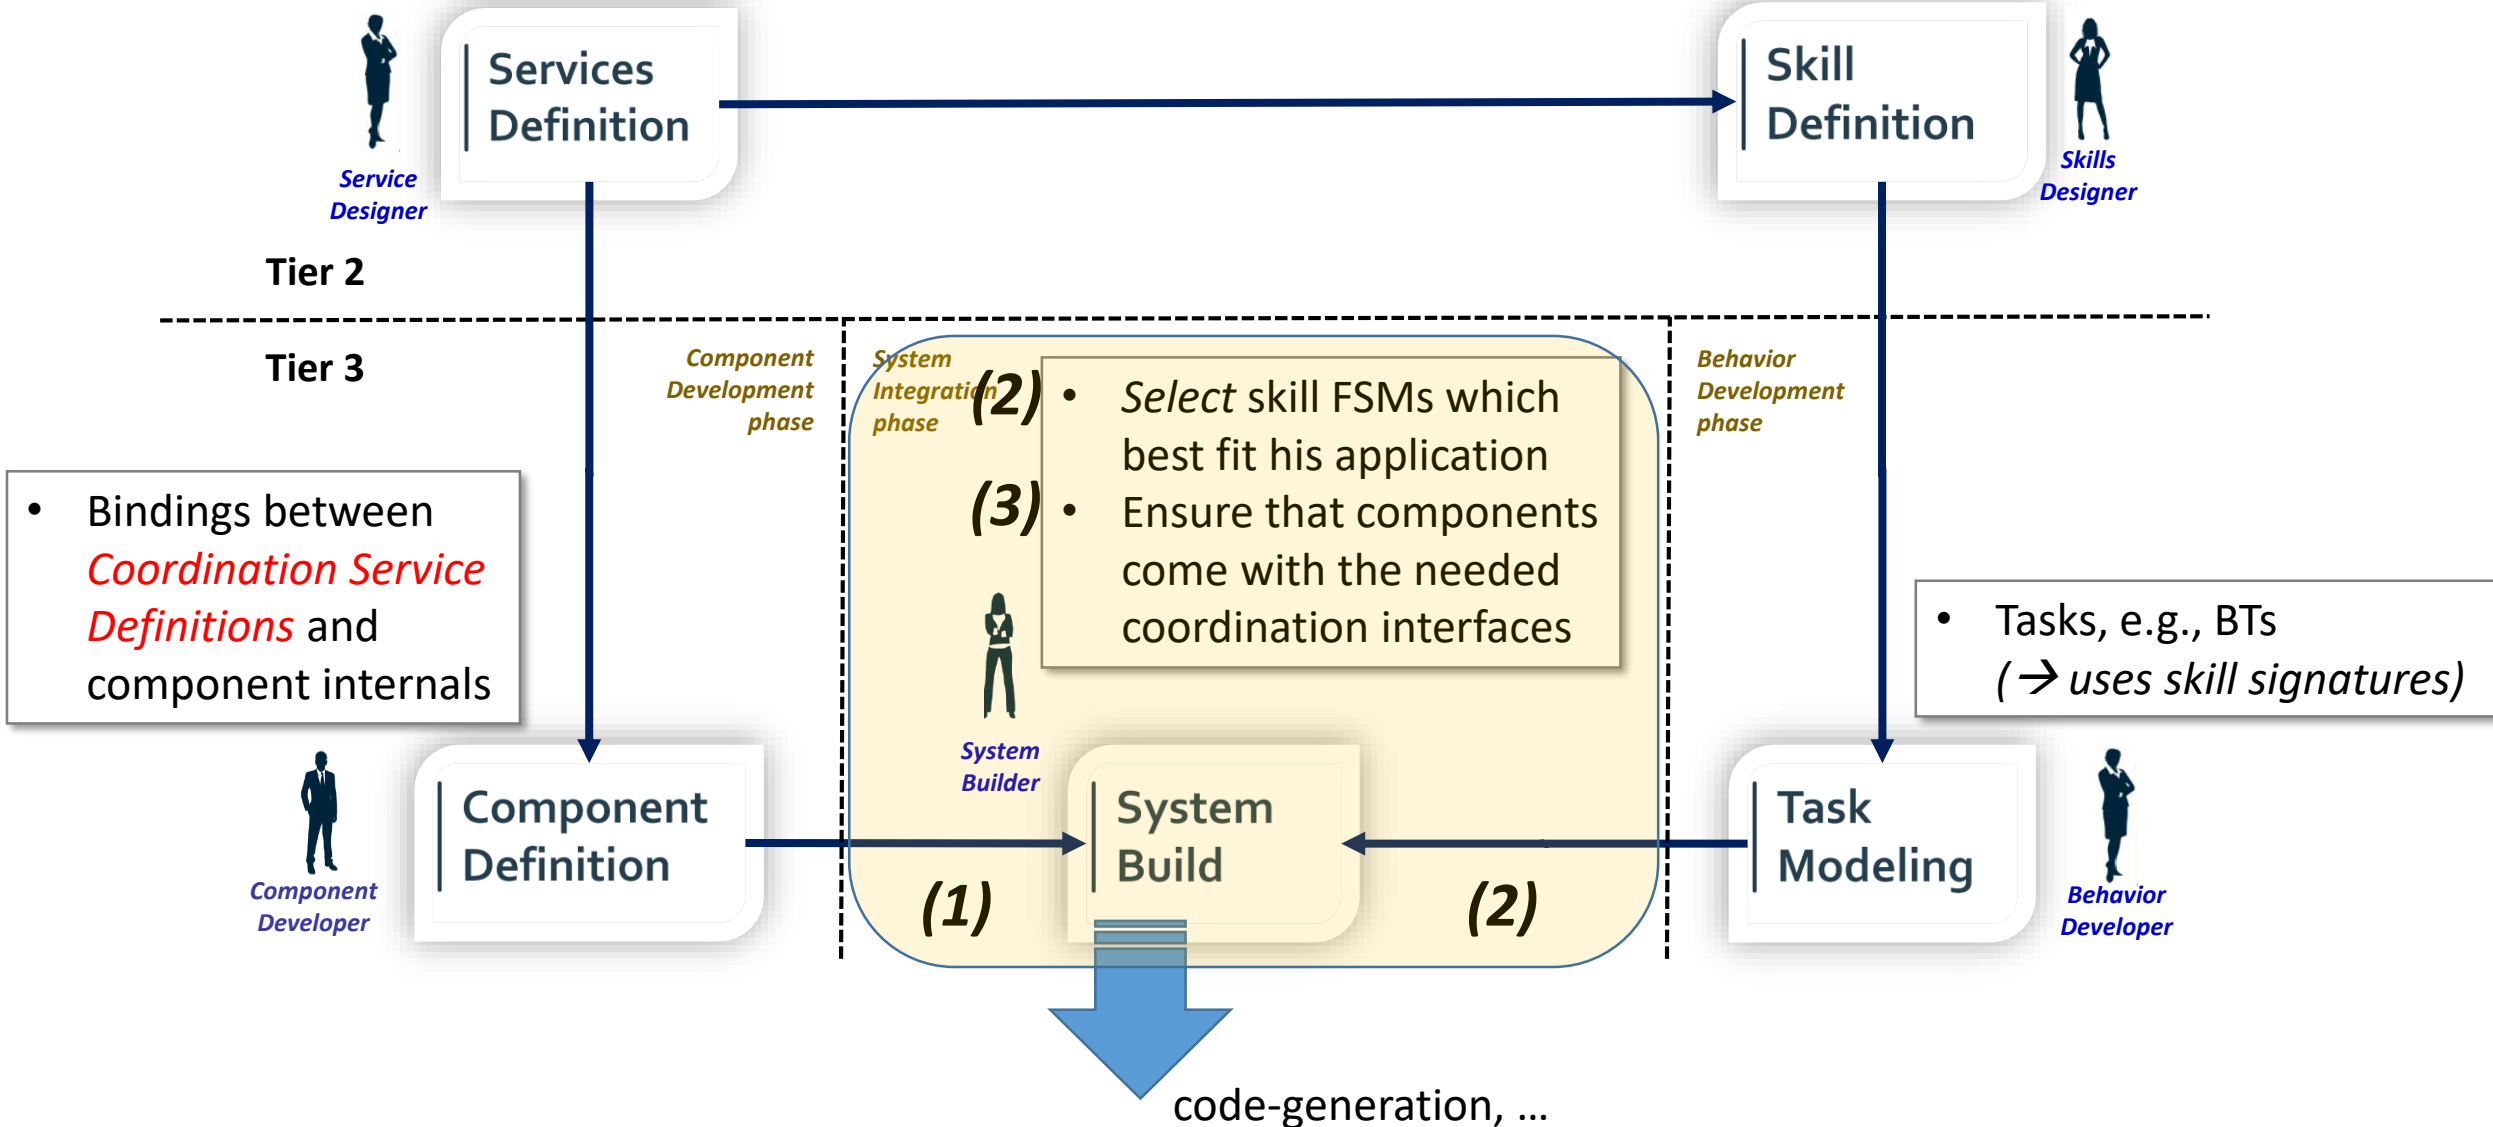 Services
Definition
Skill
Definition
Service
Designer
Skills
Designer
Tier 2
Tier 3
Component
Development
phase
System
Integration
phase
Behavior
Development
phase
(2) • Select skill FSMs which
best fit his application
(3) • Ensure that components
come with the needed
coordination interfaces
• Bindings between
Coordination Service
Definitions and
component internals
• Tasks, e.g., BTs
(→ uses skill signatures)
System
Builder
Component
Developer
Component
Definition
System
Build
Task
Modeling
Behavior
Developer
(1)
(2)
code-generation, ...